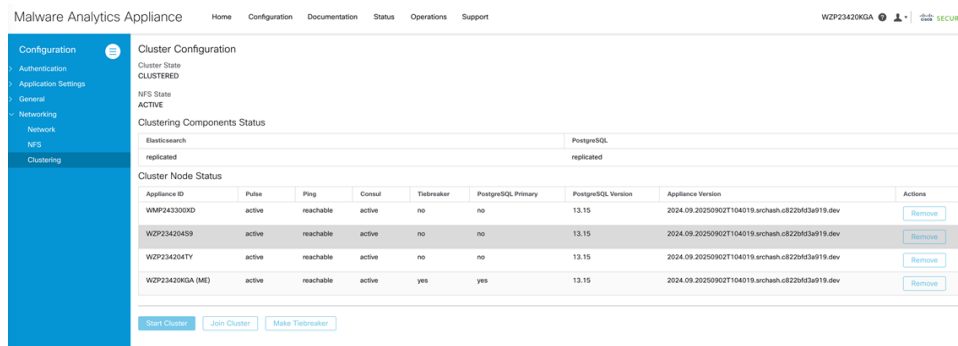 Malware Analytics Appliance Home Configuration Documentation Status Operations Support WZP23420KGA ? CISCO SECUR
Configuration
Authentication
Application Settings
General
Networking
Network
NFS
Clustering
Cluster Configuration
Cluster State
CLUSTERED
NFS State
ACTIVE
Clustering Components Status
Elasticsearch PostgreSQL
replicated replicated
Cluster Node Status
Appliance ID Pulse Ping Consul Tiebreaker PostgreSQL Primary PostgreSQL Version Appliance Version Actions
WMP243300XD active reachable active no no 13.15 2024.09.20250902T104019.srchash.c822bfd3a919.dev Remove
WZP234204S9 active reachable active no no 13.15 2024.09.20250902T104019.srchash.c822bfd3a919.dev Remove
WZP234204TY active reachable active no no 13.15 2024.09.20250902T104019.srchash.c822bfd3a919.dev Remove
WZP23420KGA (ME) active reachable active yes yes 13.15 2024.09.20250902T104019.srchash.c822bfd3a919.dev Remove
Start Cluster Join Cluster Make Tiebreaker